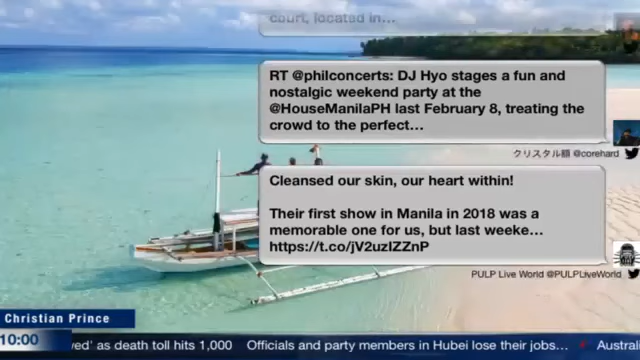 court, located in...
RT @philconcerts: DJ Hyo stages a fun and
nostalgic weekend party at the
@HouseManilaPH last February 8, treating the
crowd to the perfect…
クリスタル額 @corehard
Cleansed our skin, our heart within!
Their first show in Manila in 2018 was a
memorable one for us, but last weeke…
https://t.co/jV2uzIZZnP
PULP Live World @PULPLiveWorld
Christian Prince
10:00
wed' as death toll hits 1,000 Officials and party members in Hubei lose their jobs... Austral